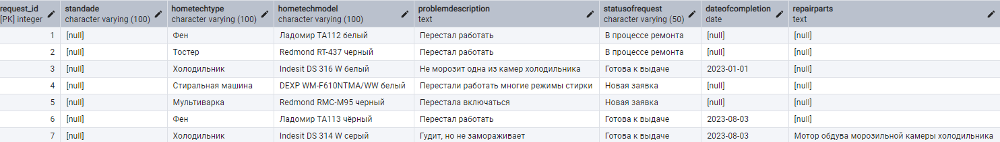 request_id standade hometechtype hometechmodel problemdescription statusofrequest dateofcompletion repairparts
[PK] integer character varying (100) character varying (100) character varying (100) text character varying (50) date text
1 [null] Фен Ладомир ТА112 белый Перестал работать В процессе ремонта [null] [null]
2 [null] Тостер Redmond RT-437 черный Перестал работать В процессе ремонта [null] [null]
3 [null] Холодильник Indesit DS 316 W белый Не морозит одна из камер холодильника Готова к выдаче 2023-01-01 [null]
4 [null] Стиральная машина DEXP WM-F610NTMA/WW белый Перестали работать многие режимы стирки Новая заявка [null] [null]
5 [null] Мультиварка Redmond RMC-M95 черный Перестала включаться Новая заявка [null] [null]
6 [null] Фен Ладомир ТА113 чёрный Перестал работать Готова к выдаче 2023-08-03 [null]
7 [null] Холодильник Indesit DS 314 W серый Гудит, но не замораживает Готова к выдаче 2023-08-03 Мотор обдува морозильной камеры холодильника